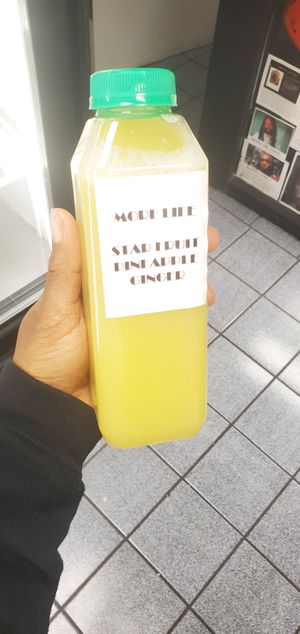 MORE LIFE
STAR FRUIT
PINEAPPLE
GINGER